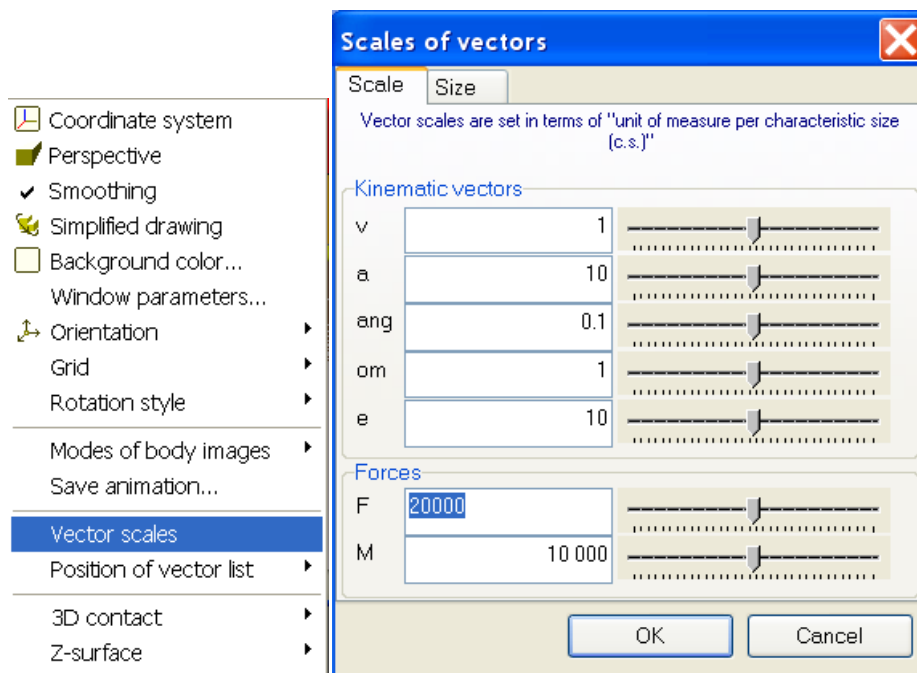 Coordinate system
Perspective
Smoothing
Simplified drawing
Background color...
Window parameters...
Orientation
Grid
Rotation style
Modes of body images
Save animation...
Vector scales
Position of vector list
3D contact
Z-surface
Scales of vectors
Scale Size
Vector scales are set in terms of "unit of measure per characteristic size
(c.s.)"
Kinematic vectors
v 1
a 10
ang 0.1
om 1
e 10
Forces
F 20000
M 10 000
OK Cancel